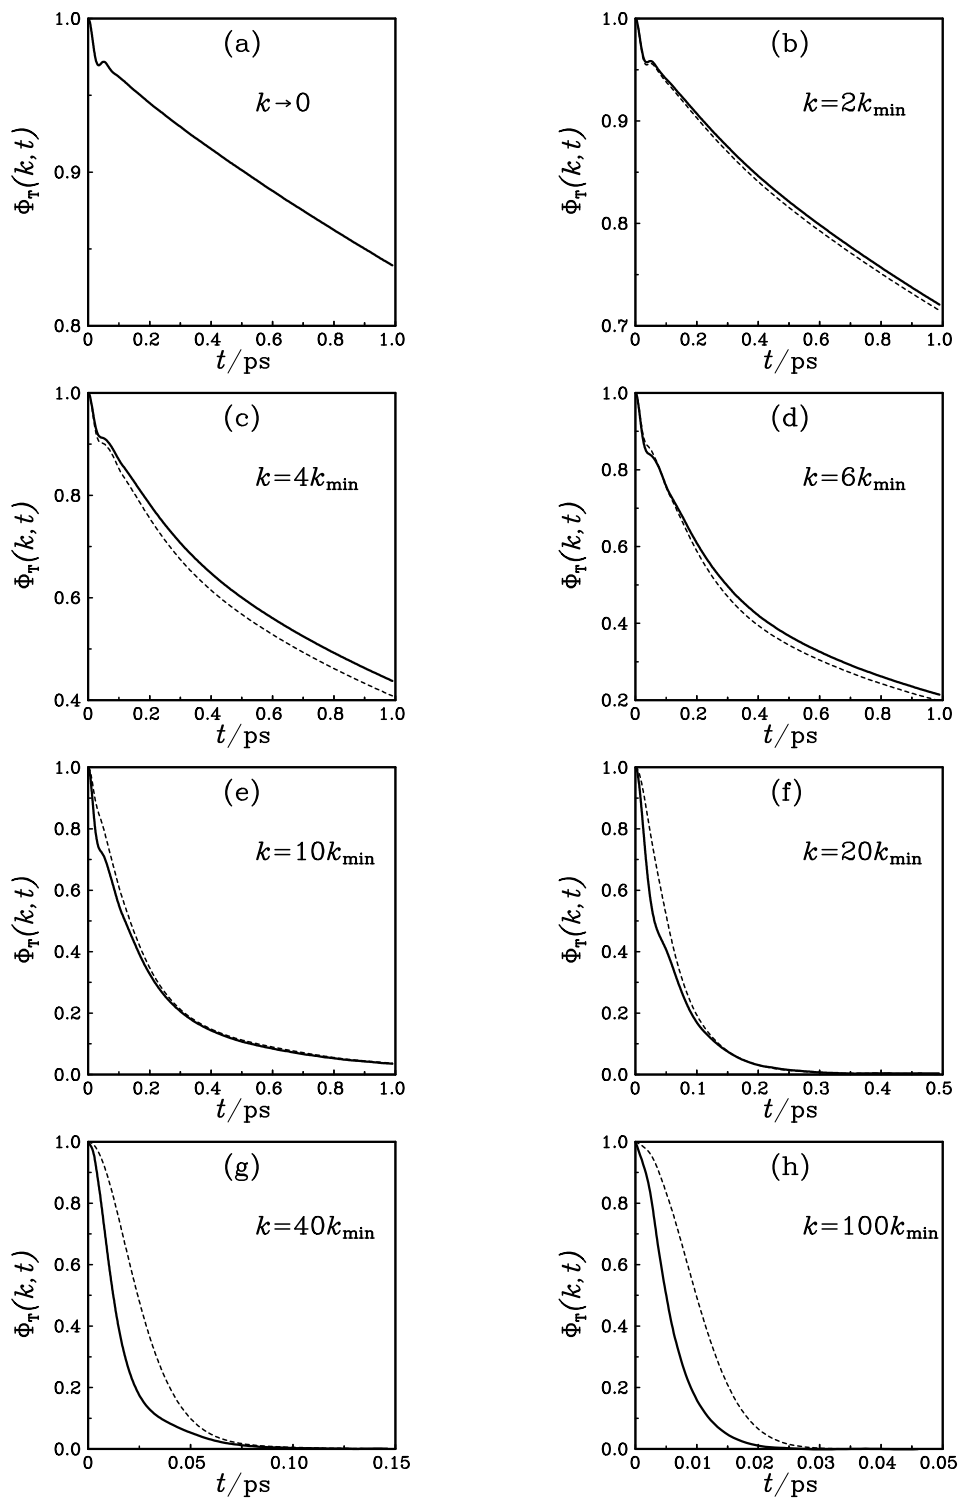 1.0
(a)
k→0
Φ_T(k,t)
0.9
0.8
0 0.2 0.4 0.6 0.8 1.0
t/ps
1.0
(b)
k=2k_min
0.9
Φ_T(k,t)
0.8
0.7
0 0.2 0.4 0.6 0.8 1.0
t/ps
1.0
(c)
k=4k_min
0.8
Φ_T(k,t)
0.6
0.4
0 0.2 0.4 0.6 0.8 1.0
t/ps
1.0
(d)
k=6k_min
0.8
Φ_T(k,t)
0.6
0.4
0.2
0 0.2 0.4 0.6 0.8 1.0
t/ps
1.0
(e)
k=10k_min
0.8
0.6
Φ_T(k,t)
0.4
0.2
0.0
0 0.2 0.4 0.6 0.8 1.0
t/ps
1.0
(f)
k=20k_min
0.8
0.6
Φ_T(k,t)
0.4
0.2
0.0
0 0.1 0.2 0.3 0.4 0.5
t/ps
1.0
(g)
k=40k_min
0.8
0.6
Φ_T(k,t)
0.4
0.2
0.0
0 0.05 0.10 0.15
t/ps
1.0
(h)
k=100k_min
0.8
0.6
Φ_T(k,t)
0.4
0.2
0.0
0 0.01 0.02 0.03 0.04 0.05
t/ps